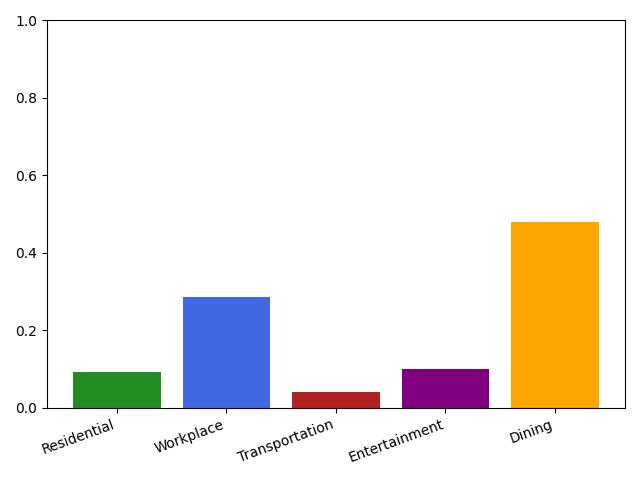 1.0
0.8
0.6
0.4
0.2
0.0
Residential
Workplace
Transportation
Entertainment
Dining